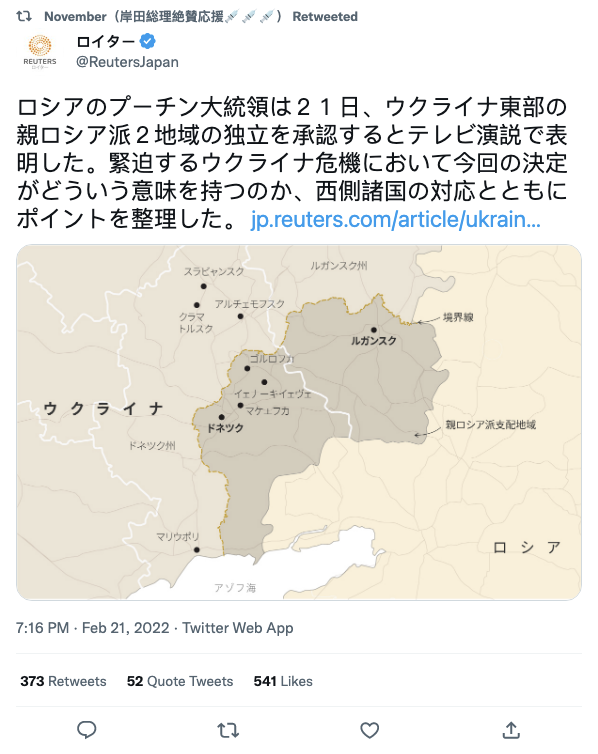 November（岸田総理絶賛応援💉💉💉） Retweeted
REUTERS
ロイター
ロイター
@ReutersJapan
ロシアのプーチン大統領は２１日、ウクライナ東部の
親ロシア派２地域の独立を承認するとテレビ演説で表
明した。緊迫するウクライナ危機において今回の決定
がどういう意味を持つのか、西側諸国の対応とともに
ポイントを整理した。 jp.reuters.com/article/ukrain…
スラビャンスク
ルガンスク州
クラマ
トルスク
アルチェモフスク
境界線
ルガンスク
ゴルロフカ
イェナーキイェヴェ
マケエフカ
ウクライナ
ドネツク
親ロシア派支配地域
ドネツク州
マリウポリ
ロシア
アゾフ海
7:16 PM · Feb 21, 2022 · Twitter Web App
373 Retweets 52 Quote Tweets 541 Likes